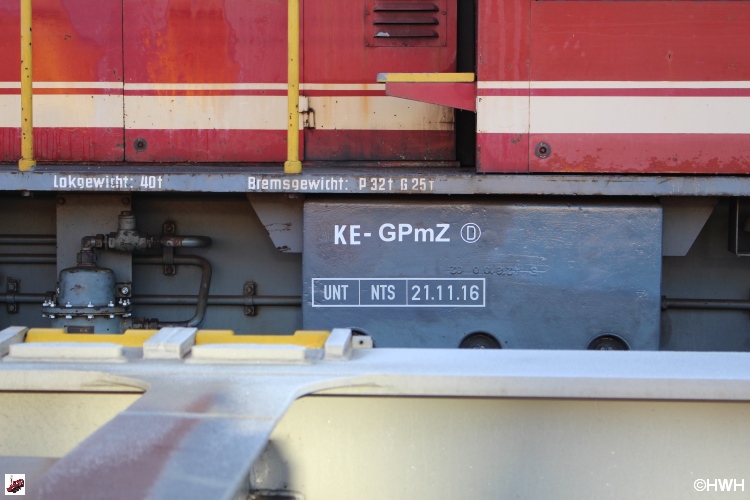 Lokgewicht: 40t
Bremsgewicht: P 32t G 25t
KE-GPmZ Ⓓ
UNT NTS 21.11.16
©HWH